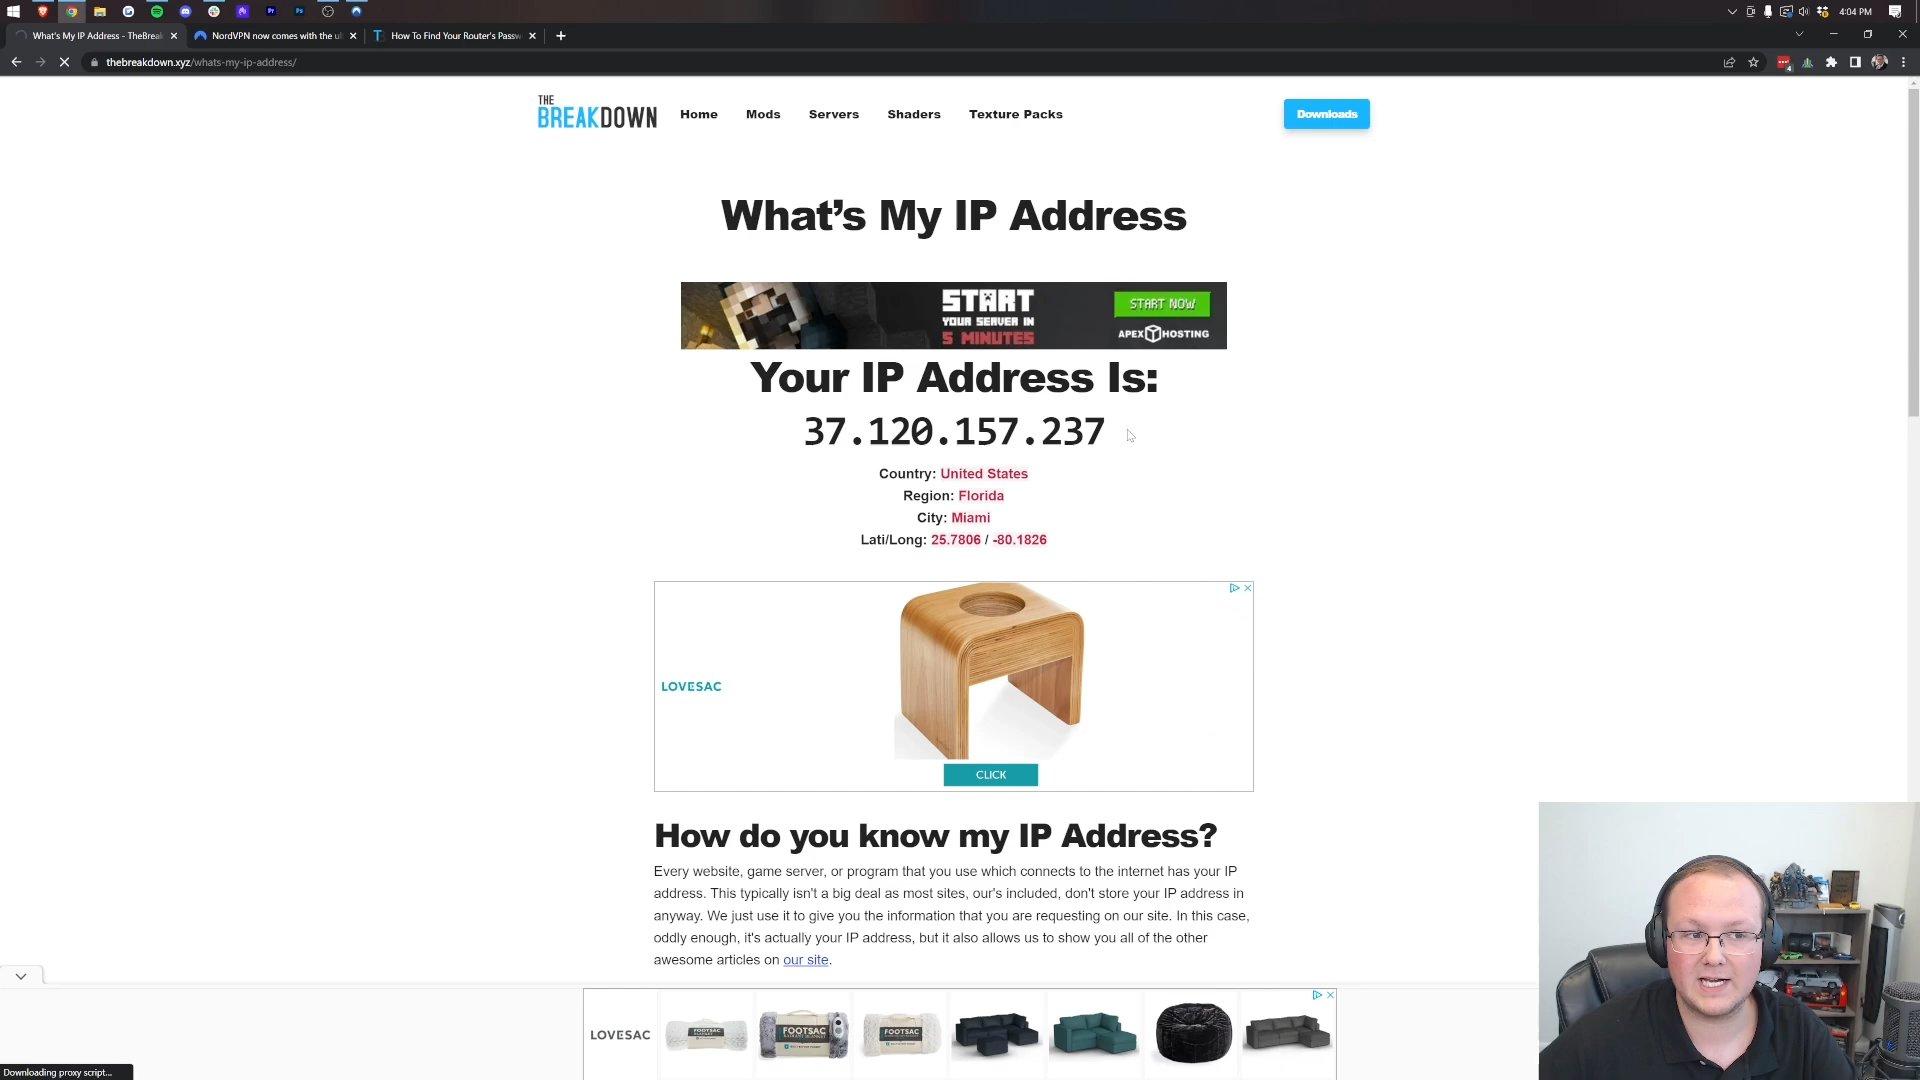 4:04 PM
What's My IP Address - TheBreak
NordVPN now comes with the ul
How To Find Your Router's Passw
thebreakdown.xyz/whats-my-ip-address/
THE BREAKDOWN
Home
Mods
Servers
Shaders
Texture Packs
Downloads
What's My IP Address
START
YOUR SERVER IN
5 MINUTES
START NOW
APEX HOSTING
Your IP Address Is:
37.120.157.237
Country: United States
Region: Florida
City: Miami
Lati/Long: 25.7806 / -80.1826
LOVESAC
CLICK
How do you know my IP Address?
Every website, game server, or program that you use which connects to the internet has your IP
address. This typically isn't a big deal as most sites, our's included, don't store your IP address in
anyway. We just use it to give you the information that you are requesting on our site. In this case,
oddly enough, it's actually your IP address, but it also allows us to show you all of the other
awesome articles on our site.
LOVESAC
FOOTSAC
FOOTSAC
FOOTSAC
Downloading proxy script...